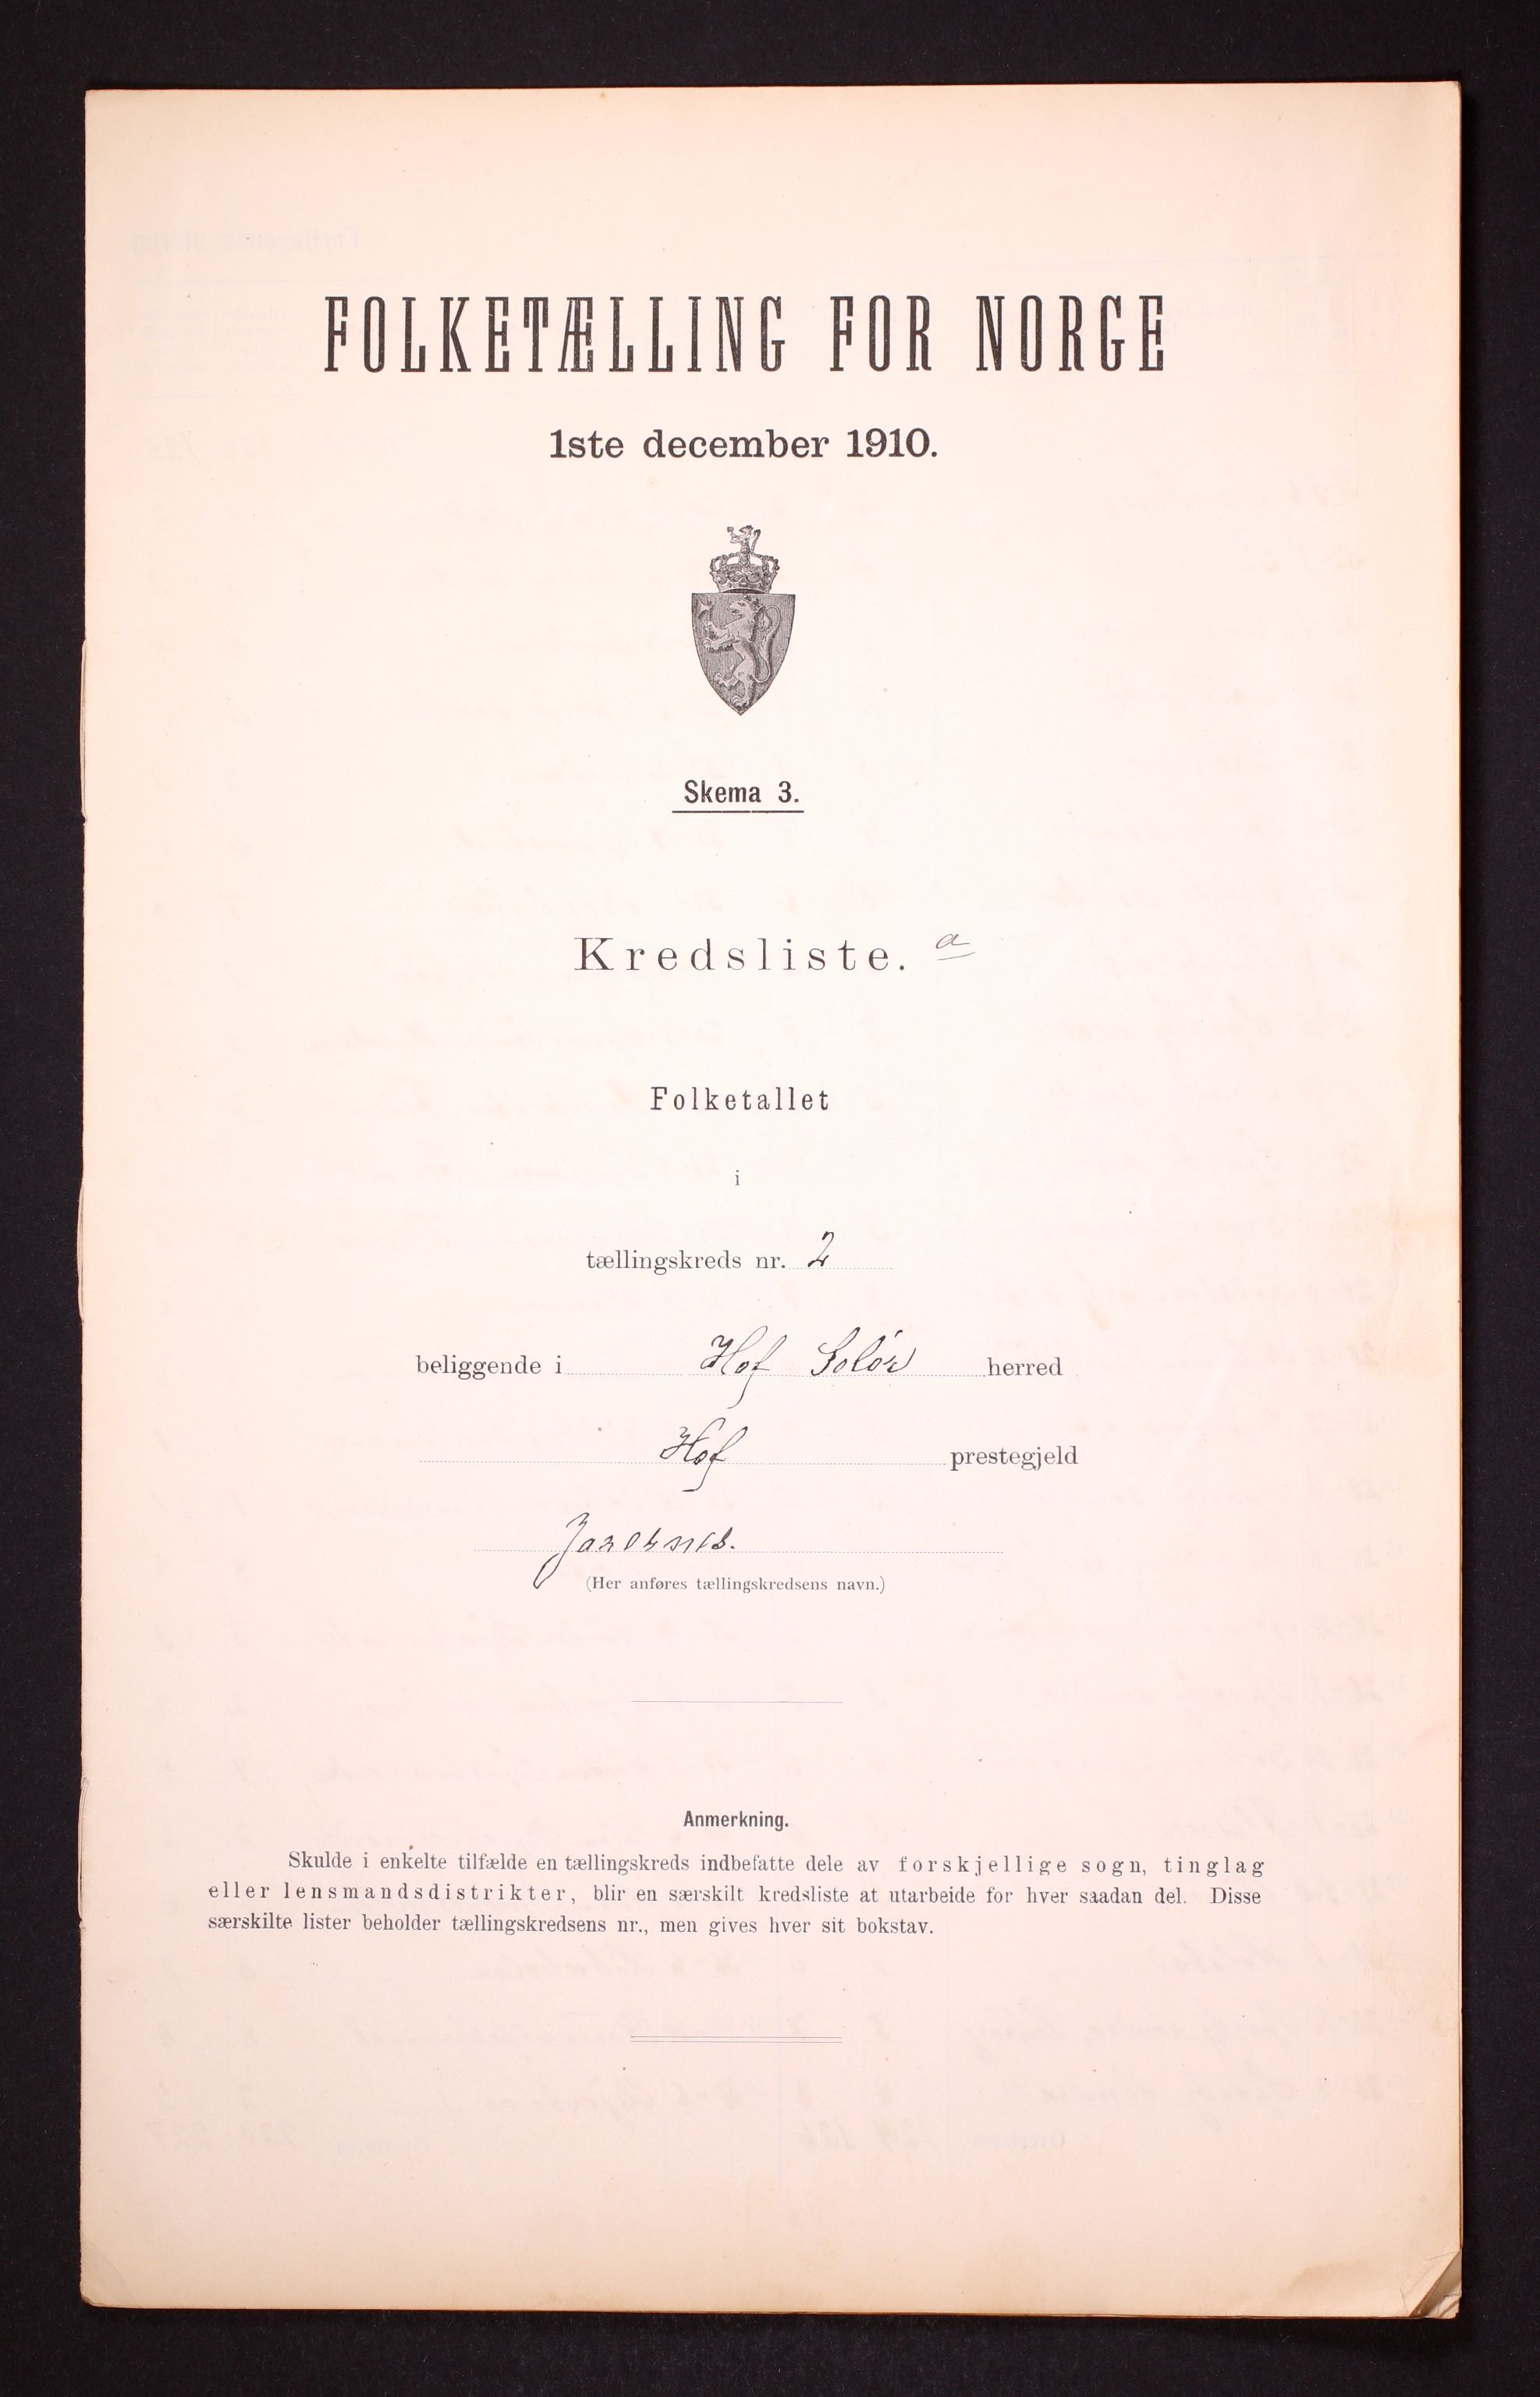 FOLKETÆLLING FOR NORGE
1ste december 1910.
Skema 3.
Kredsliste. a
Folketallet
i
tællingskreds nr. 2
beliggende i Hof Solør herred
Hof prestegjeld
(Her anføres tællingskredsens navn.)
Anmerkning.
Skulde i enkelte tilfælde en tællingskreds indbefatte dele av forskjellige sogn, tinglag
eller lensmandsdistrikter, blir en særskilt kredsliste at utarbeide for hver saadan del. Disse
særskilte lister beholder tællingskredsens nr., men gives hver sit bokstav.